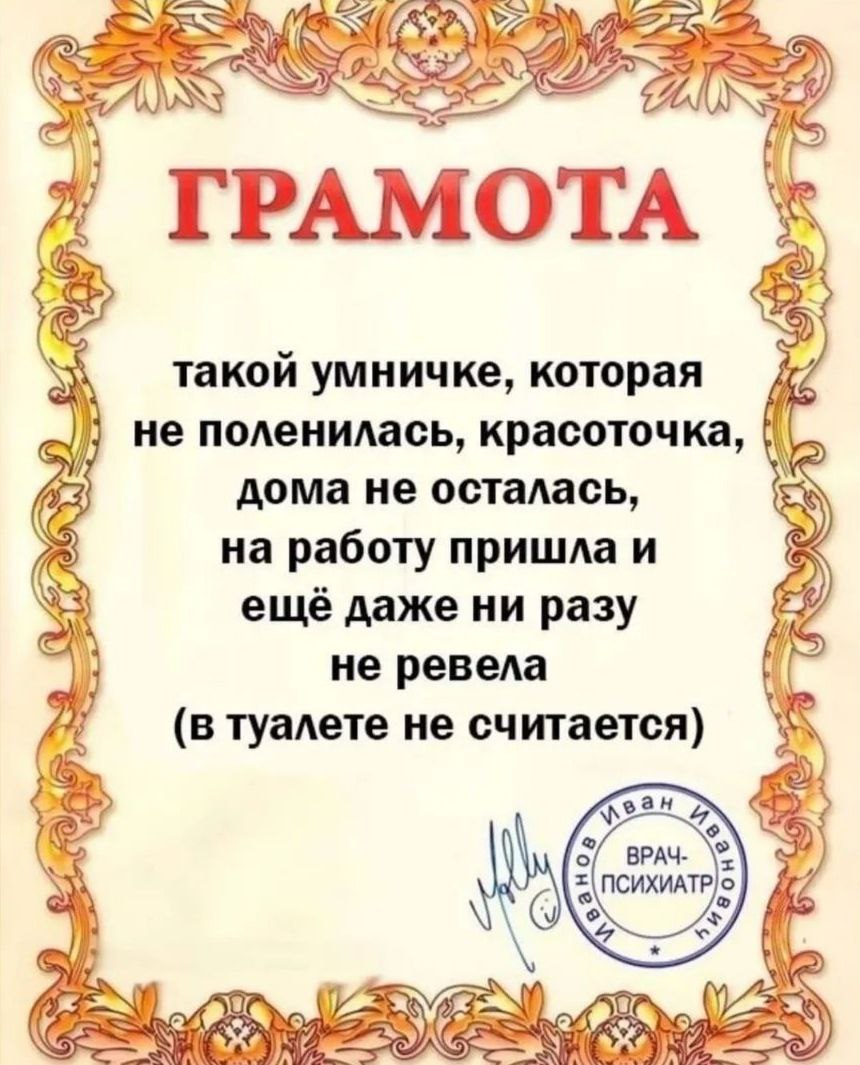 ГРАМОТА
такой умничке, которая
не поленилась, красоточка,
дома не осталась,
на работу пришла и
ещё даже ни разу
не ревела
(в туалете не считается)
Molly
Иванов Иван Иванович
ВРАЧ-
ПСИХИАТР
*